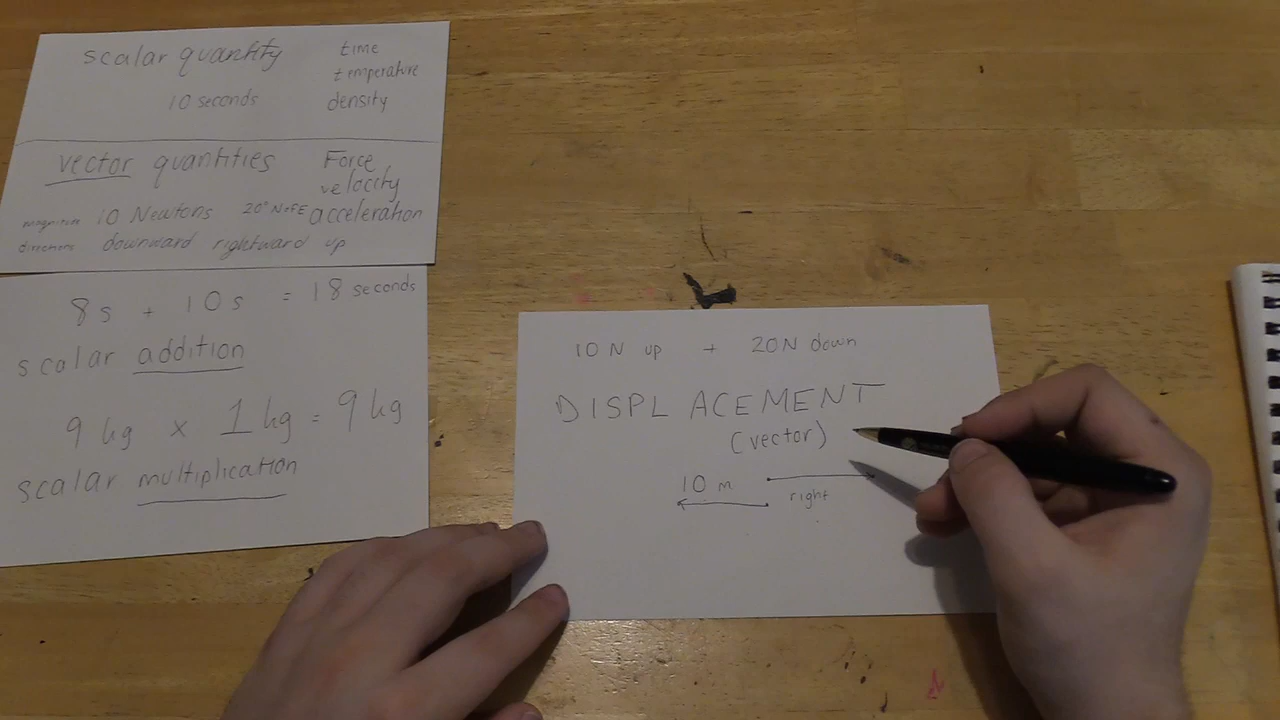 scalar quantity
time
temperature
10 seconds
density
vector quantities
Force
velocity
magnitude 10 Newtons 20° N of E acceleration
directions downward rightward up
8 s + 10 s = 18 seconds
scalar addition
9 kg x 1 kg = 9 kg
scalar multiplication
10 N up + 20 N down
DISPLACEMENT
(vector)
10 m
right